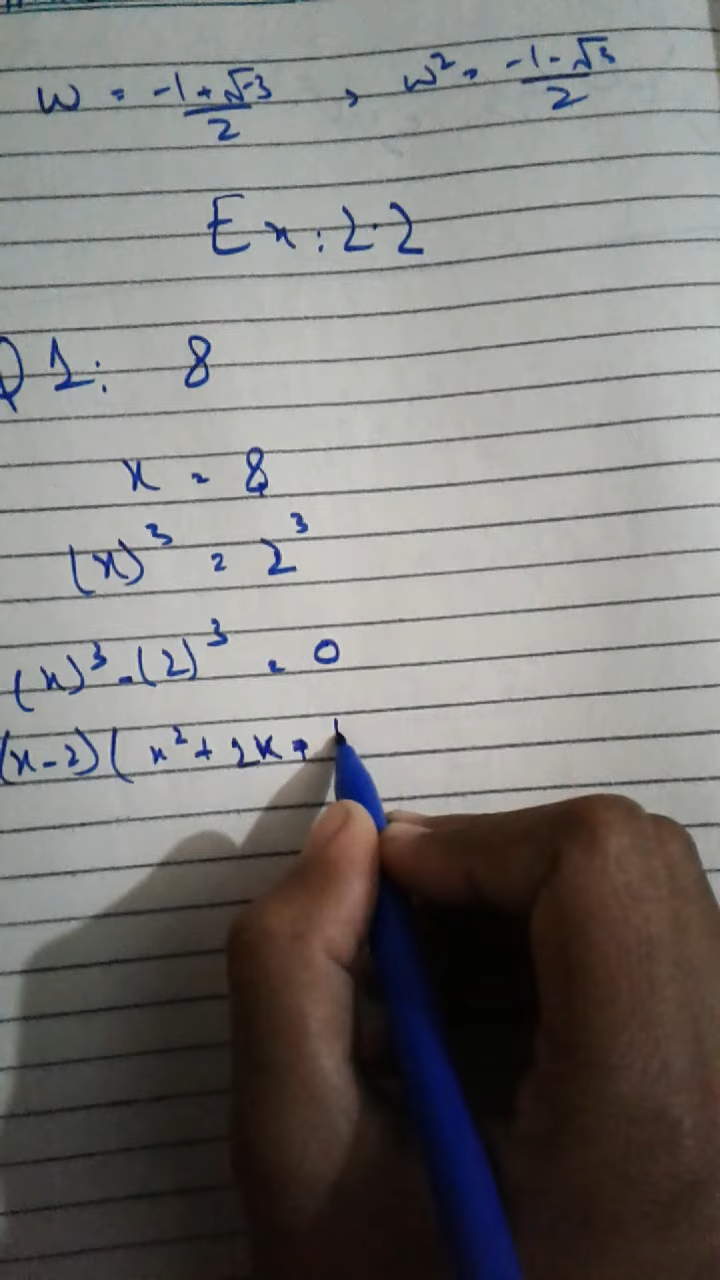 w = -1+√-3/2 , w² = -1-√3/2
Ex: 2.2
Q1: 8
x = 8
(x)³ = 2³
(x)³ - (2)³ = 0
(x-2)(x²+2x+